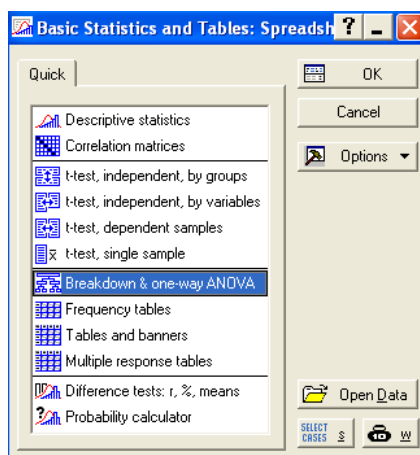 Basic Statistics and Tables: Spreadsh
Quick
OK
Cancel
Options
Descriptive statistics
Correlation matrices
t-test, independent, by groups
t-test, independent, by variables
t-test, dependent samples
t-test, single sample
Breakdown & one-way ANOVA
Frequency tables
Tables and banners
Multiple response tables
Difference tests: r, %, means
Probability calculator
Open Data
SELECT CASES S
W